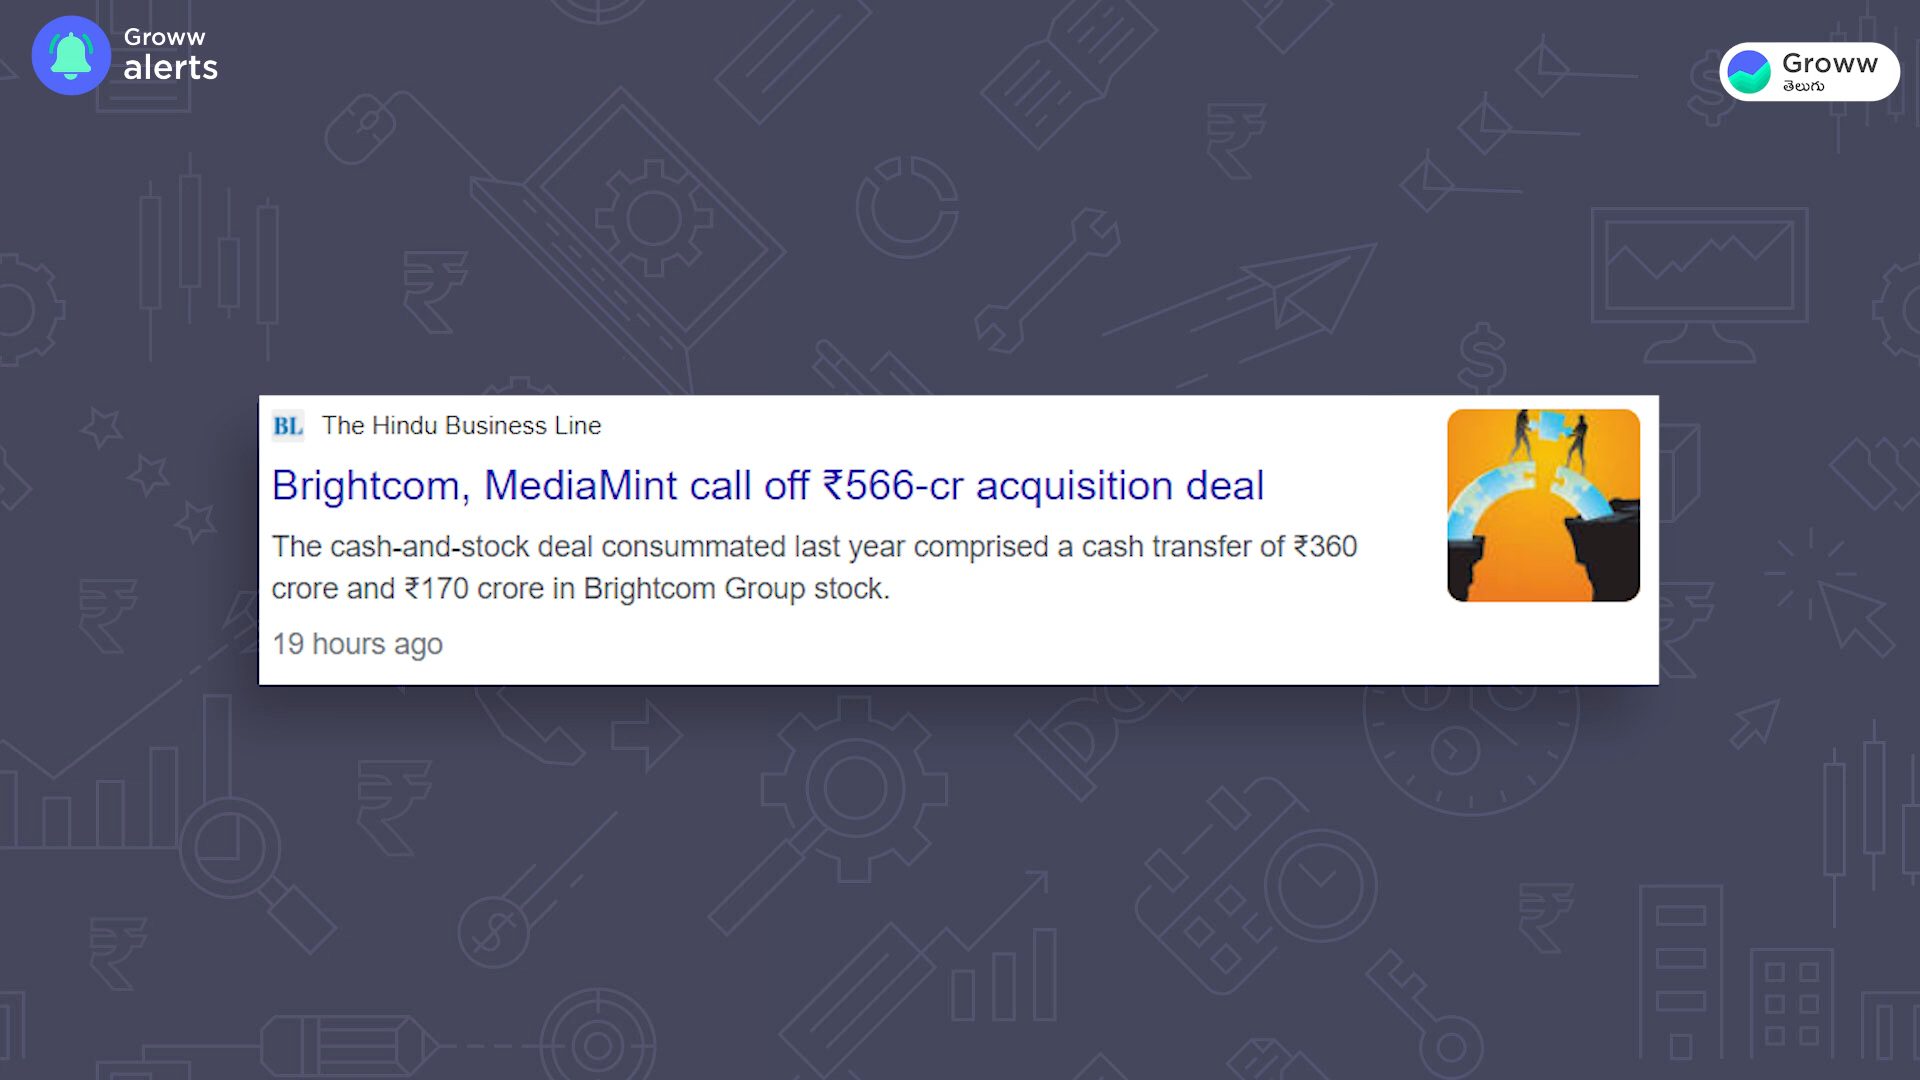 Groww
alerts
Groww
తెలుగు
BL The Hindu Business Line
Brightcom, MediaMint call off ₹566-cr acquisition deal
The cash-and-stock deal consummated last year comprised a cash transfer of ₹360
crore and ₹170 crore in Brightcom Group stock.
19 hours ago